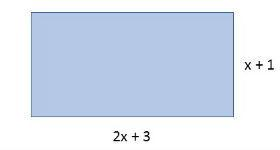 x + 1
2x + 3